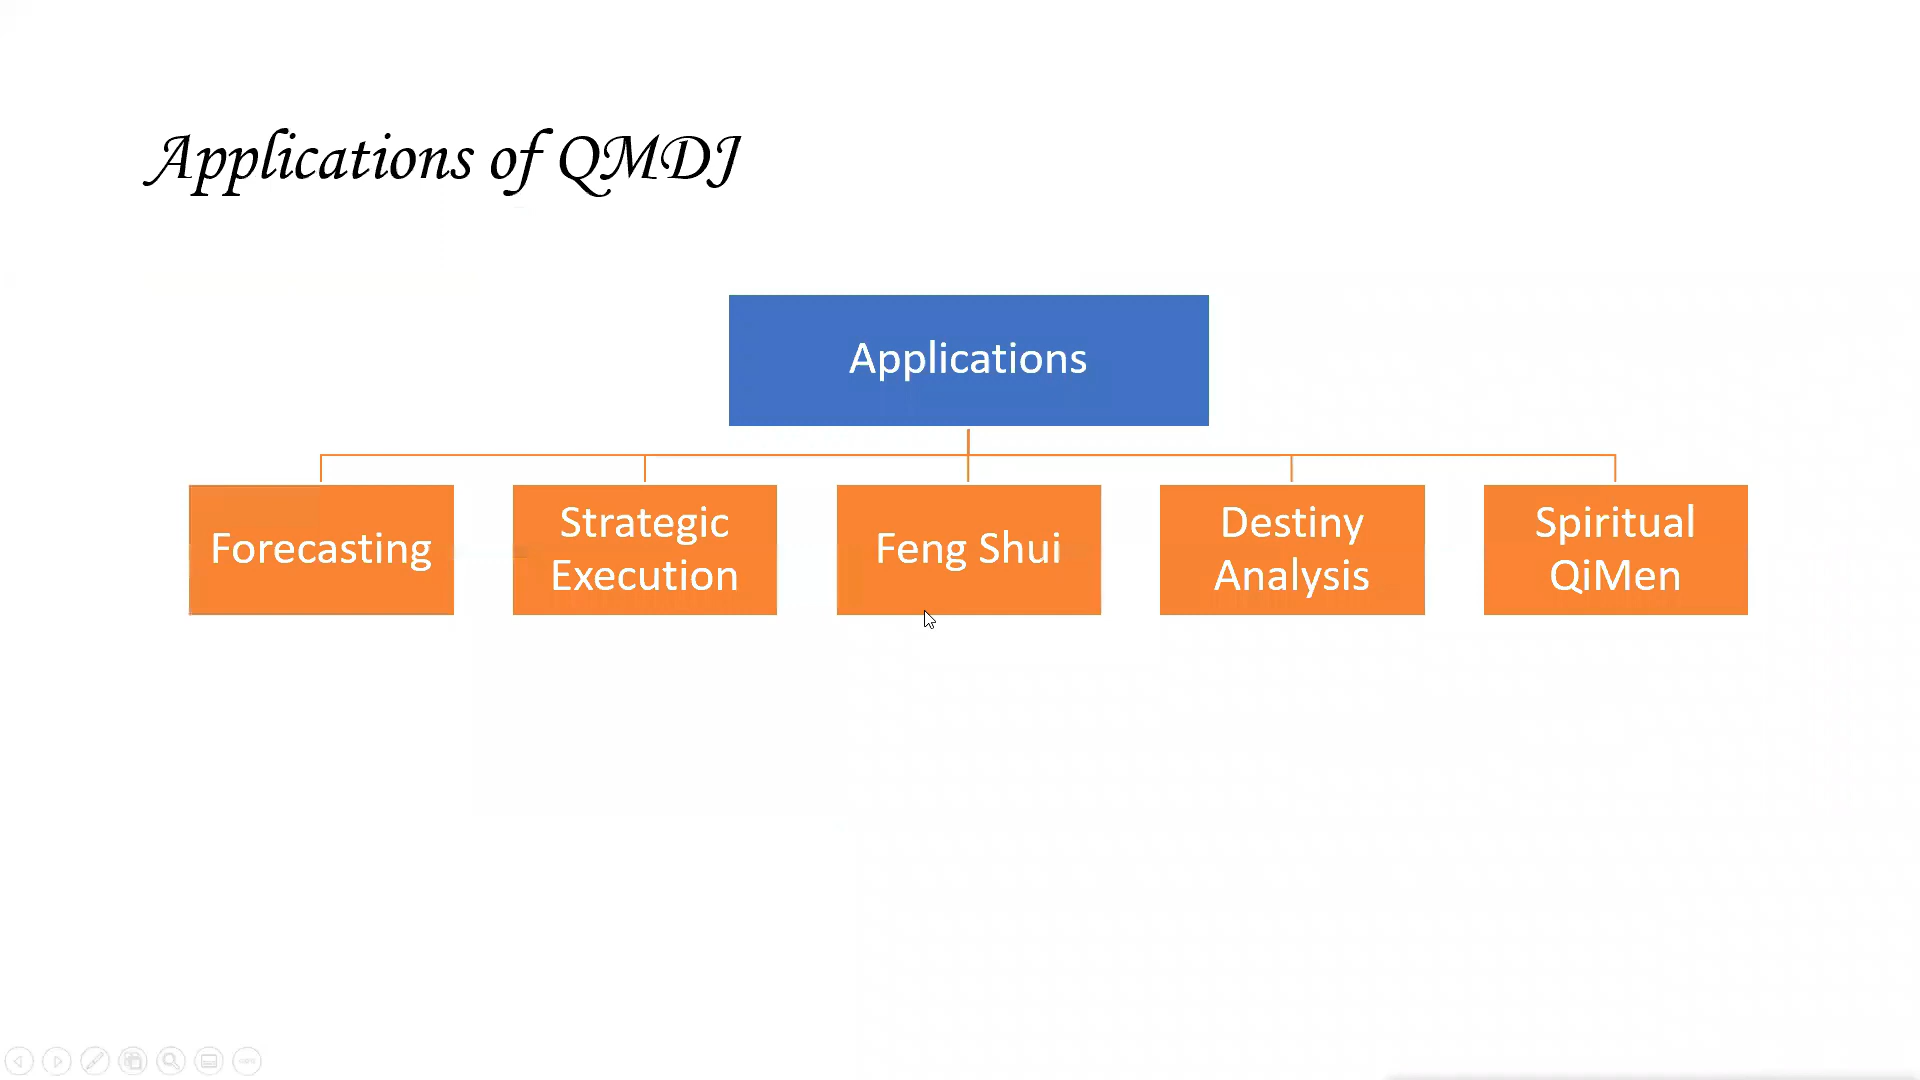 Applications of QMDJ
Applications
Forecasting
Strategic
Execution
Feng Shui
Destiny
Analysis
Spiritual
QiMen